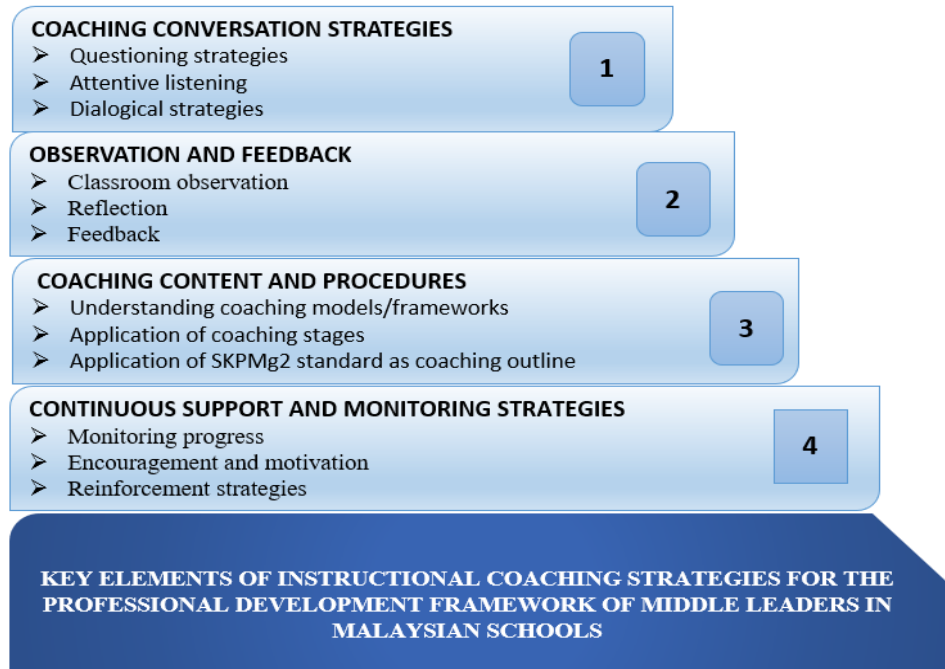 COACHING CONVERSATION STRATEGIES
➢ Questioning strategies
➢ Attentive listening
➢ Dialogical strategies
1
OBSERVATION AND FEEDBACK
➢ Classroom observation
➢ Reflection
➢ Feedback
2
COACHING CONTENT AND PROCEDURES
➢ Understanding coaching models/frameworks
➢ Application of coaching stages
➢ Application of SKPMg2 standard as coaching outline
3
CONTINUOUS SUPPORT AND MONITORING STRATEGIES
➢ Monitoring progress
➢ Encouragement and motivation
➢ Reinforcement strategies
4
KEY ELEMENTS OF INSTRUCTIONAL COACHING STRATEGIES FOR THE
PROFESSIONAL DEVELOPMENT FRAMEWORK OF MIDDLE LEADERS IN
MALAYSIAN SCHOOLS